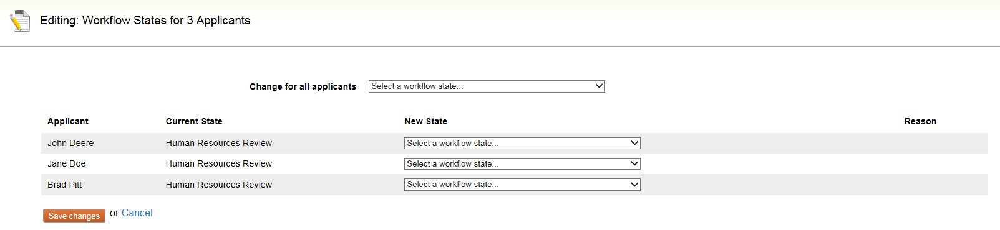 Editing: Workflow States for 3 Applicants
Change for all applicants Select a workflow state...
Applicant Current State New State Reason
John Deere Human Resources Review Select a workflow state...
Jane Doe Human Resources Review Select a workflow state...
Brad Pitt Human Resources Review Select a workflow state...
Save changes or Cancel